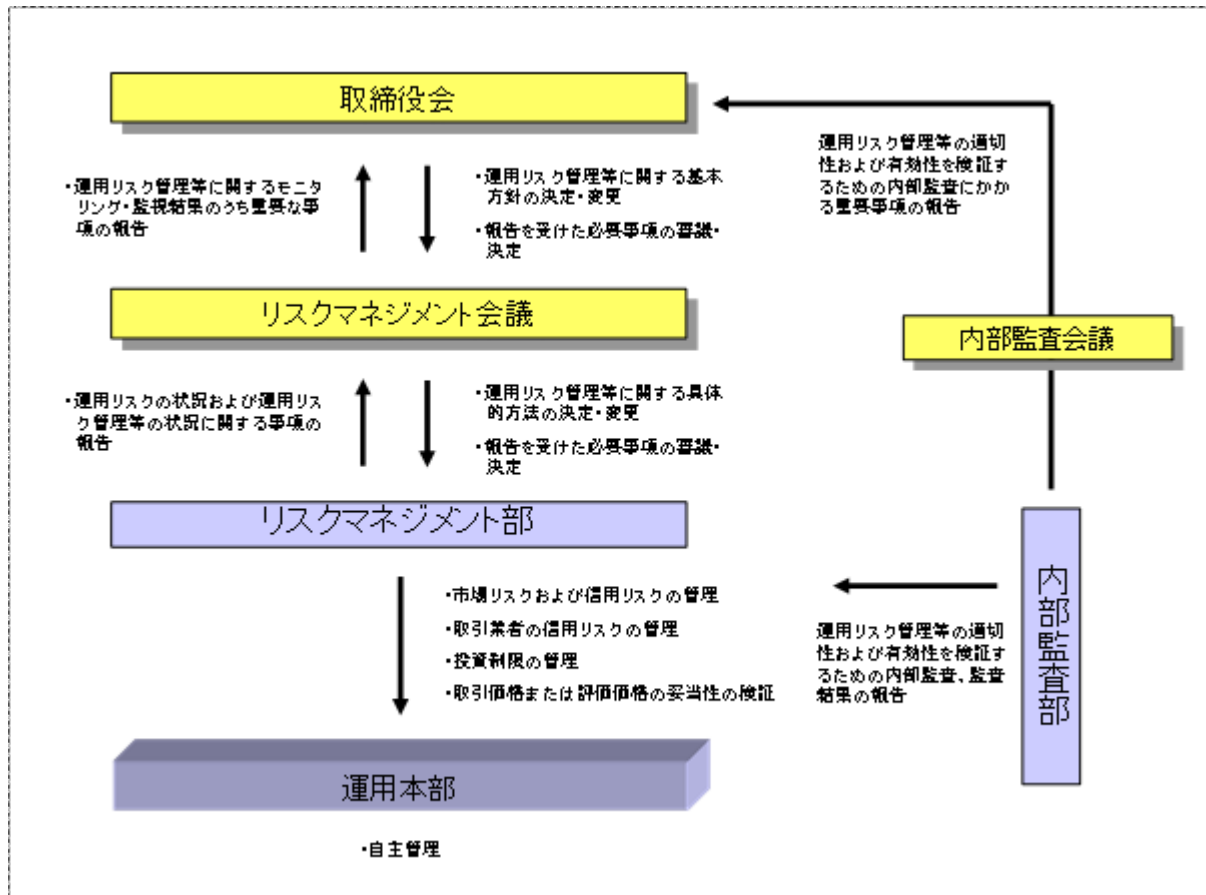 取締役会
・運用リスク管理等に関するモニ
タリング・監視結果のうち重要な事
項の報告
・運用リスク管理等に関する基本
方針の決定・変更
・報告を受けた必要事項の審議・
決定
運用リスク管理等の適切
性および有効性を検証す
るための内部監査にかか
る重要事項の報告
リスクマネジメント会議
内部監査会議
・運用リスクの状況および運用リス
ク管理等の状況に関する事項の
報告
・運用リスク管理等に関する具体
的方法の決定・変更
・報告を受けた必要事項の審議・
決定
リスクマネジメント部
内部監査部
・市場リスクおよび信用リスクの管理
・取引業者の信用リスクの管理
・投資制限の管理
・取引価格または評価価格の妥当性の検証
運用リスク管理等の適切
性および有効性を検証す
るための内部監査、監査
結果の報告
運用本部
・自主管理